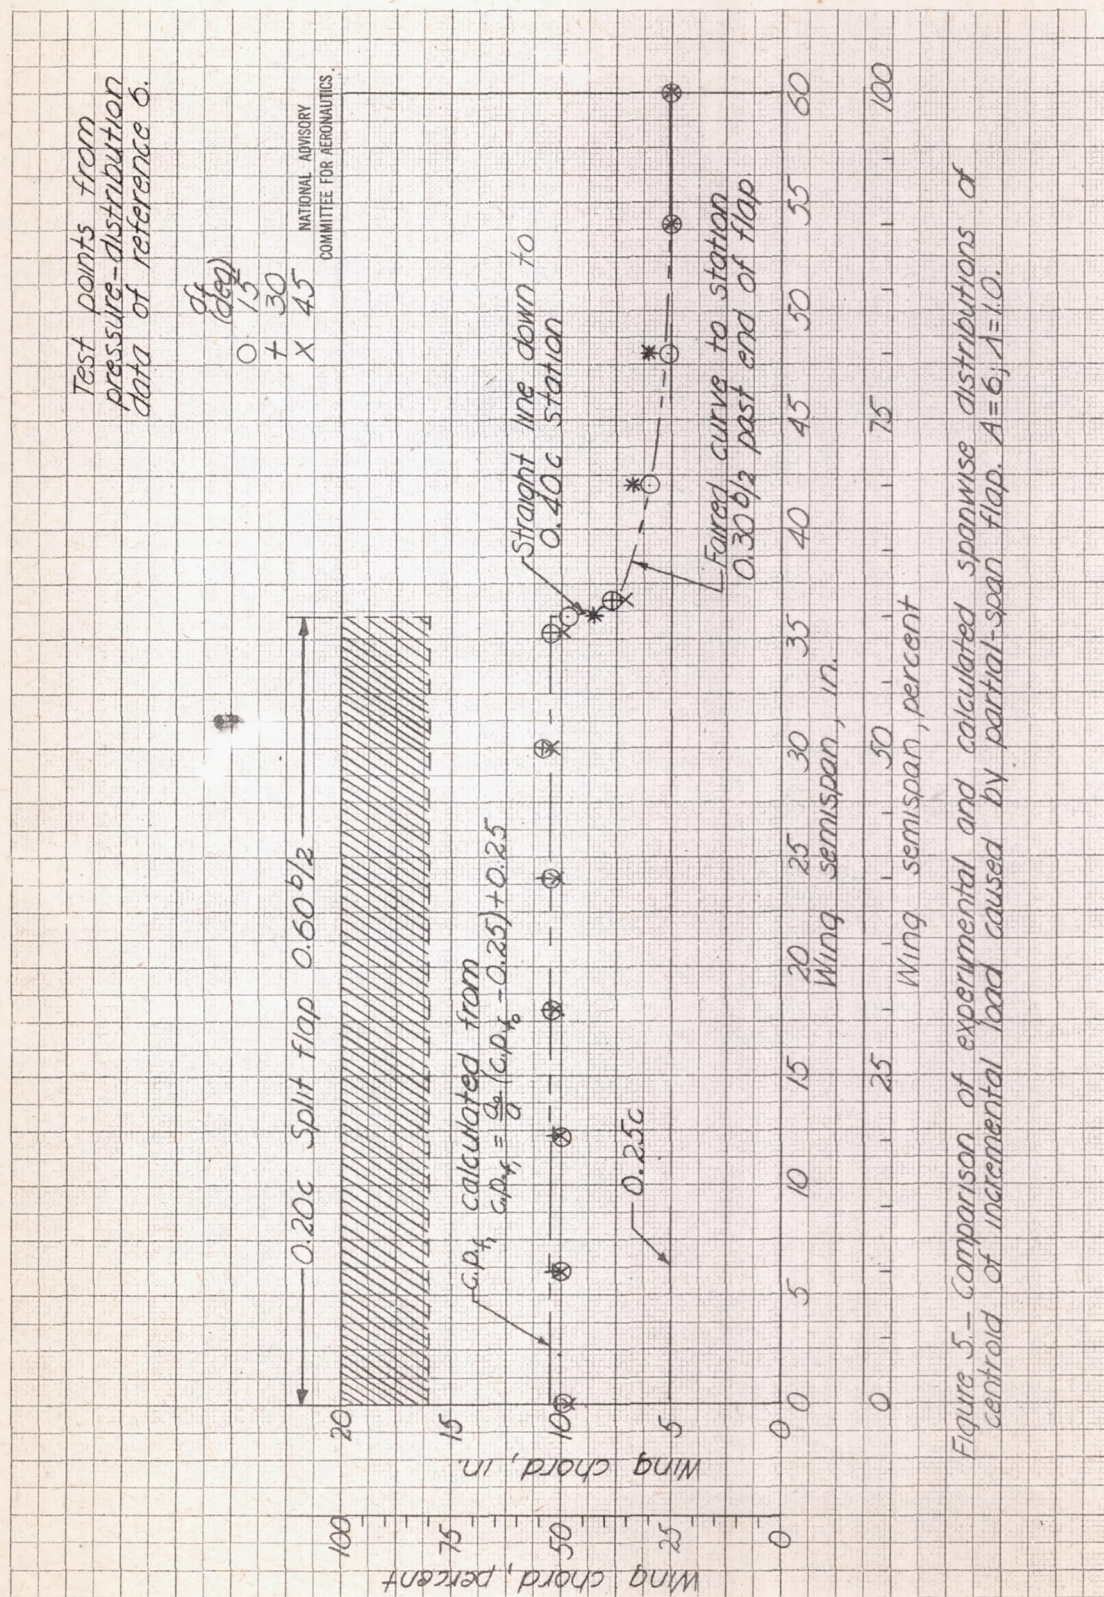 Test points from
pressure-distribution
data of reference 6.
δf
(deg)
O 15
+ 30
X 45
NATIONAL ADVISORY
COMMITTEE FOR AERONAUTICS.
0.20c Split flap 0.60 b/2
c.p.f₁ calculated from
c.p.f₁ = a₀/a (c.p.f₀ - 0.25) + 0.25
Straight line down to
0.40c station
Faired curve to station
0.30 b/2 past end of flap
0.25c
100
75
50
25
0
Wing chord, percent
20
15
10
5
0
Wing chord, in.
0 5 10 15 20 25 30 35 40 45 50 55 60
Wing semispan, in.
0 25 50 75 100
Wing semispan, percent
Figure 5.- Comparison of experimental and calculated spanwise distributions of
centroid of incremental load caused by partial-span flap. A=6; λ=1.0.